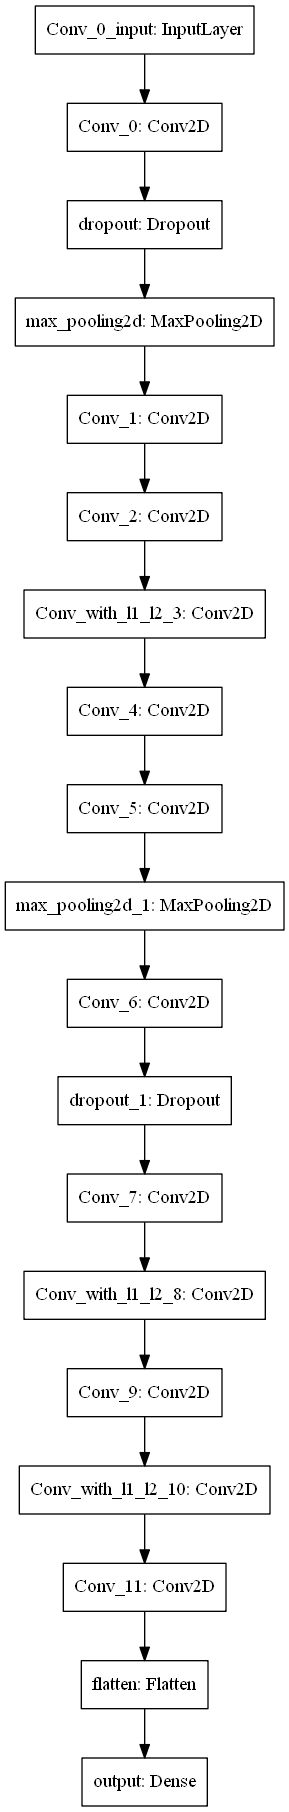 Conv_0_input: InputLayer
Conv_0: Conv2D
dropout: Dropout
max_pooling2d: MaxPooling2D
Conv_1: Conv2D
Conv_2: Conv2D
Conv_with_l1_l2_3: Conv2D
Conv_4: Conv2D
Conv_5: Conv2D
max_pooling2d_1: MaxPooling2D
Conv_6: Conv2D
dropout_1: Dropout
Conv_7: Conv2D
Conv_with_l1_l2_8: Conv2D
Conv_9: Conv2D
Conv_with_l1_l2_10: Conv2D
Conv_11: Conv2D
flatten: Flatten
output: Dense